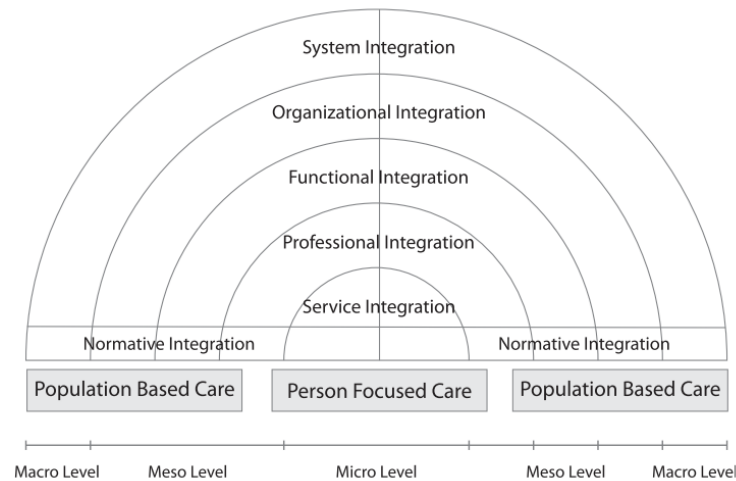 System Integration
Organizational Integration
Functional Integration
Professional Integration
Service Integration
Normative Integration
Normative Integration
Population Based Care
Person Focused Care
Population Based Care
Macro Level
Meso Level
Micro Level
Meso Level
Macro Level